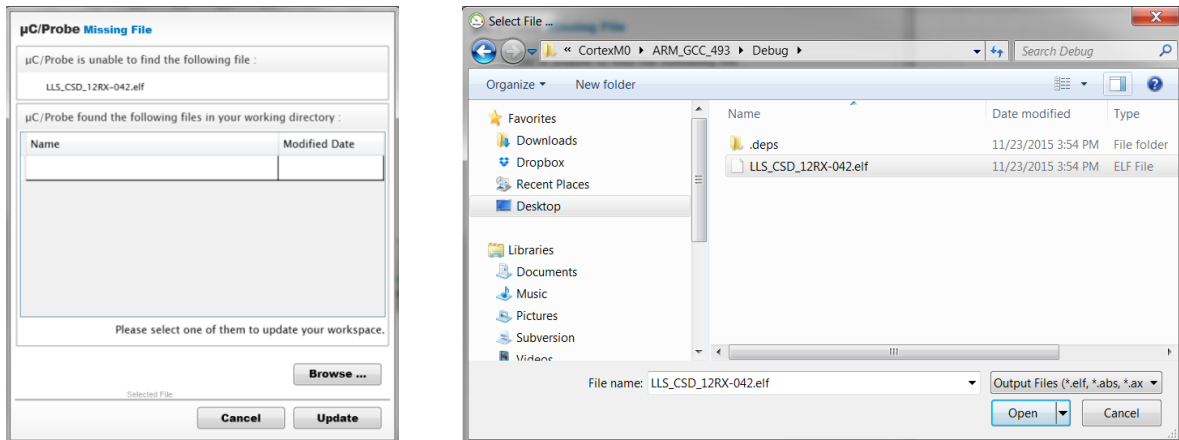 µC/Probe Missing File
µC/Probe is unable to find the following file :
LLS_CSD_12RX-042.elf
µC/Probe found the following files in your working directory :
Name Modified Date
Please select one of them to update your workspace.
Browse ...
Selected File
Cancel Update
Select File ...
« CortexM0 ARM_GCC_493 Debug Search Debug
Organize New folder
Name Date modified Type
Favorites
Downloads
Dropbox
Recent Places
Desktop
Libraries
Documents
Music
Pictures
Subversion
Videos
.deps 11/23/2015 3:54 PM File folder
LLS_CSD_12RX-042.elf 11/23/2015 3:54 PM ELF File
File name: LLS_CSD_12RX-042.elf Output Files (*.elf, *.abs, *.ax
Open Cancel